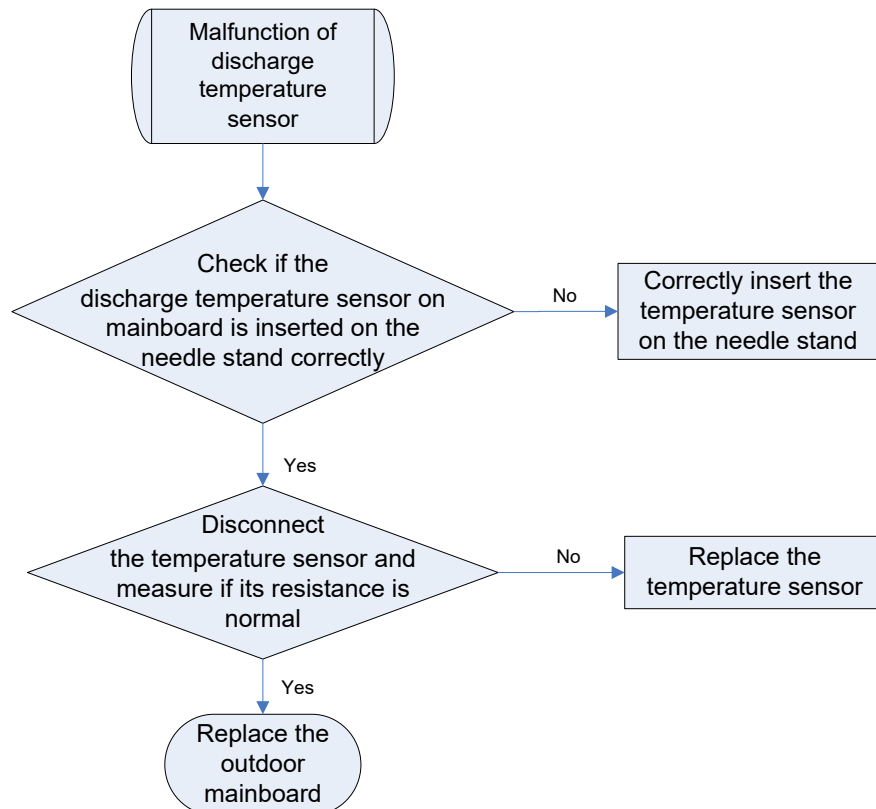 Malfunction of
discharge
temperature
sensor
Check if the
discharge temperature sensor on
mainboard is inserted on the
needle stand correctly
No
Correctly insert the
temperature sensor
on the needle stand
Yes
Disconnect
the temperature sensor and
measure if its resistance is
normal
No
Replace the
temperature sensor
Yes
Replace the
outdoor
mainboard